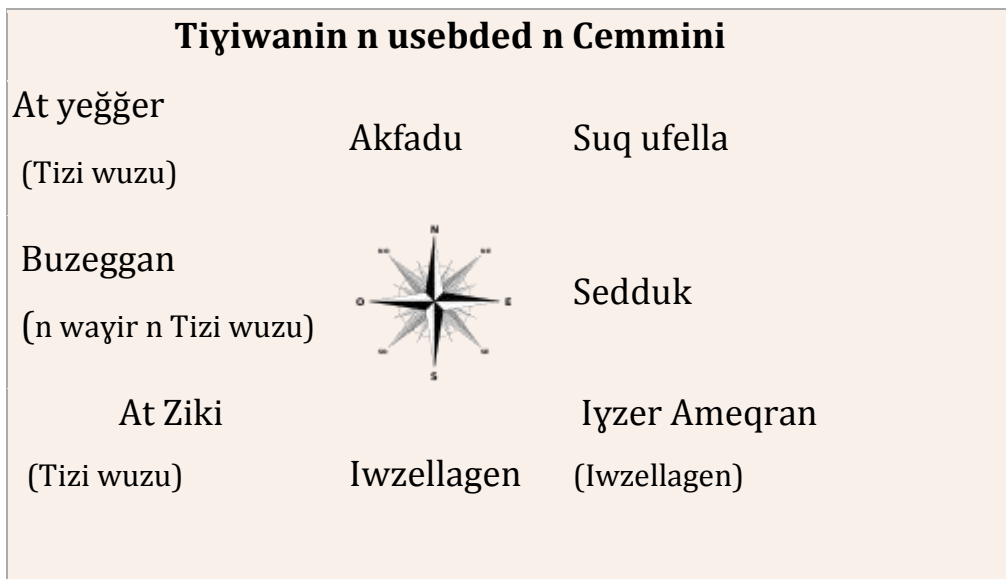 Tiɣiwanin n usebded n Cemmini
At yeğğer
(Tizi wuzu)
Akfadu
Suq ufella
N
Buzeggan
(n waɣir n Tizi wuzu)
O
E
Sedduk
S
At Ziki
(Tizi wuzu)
Iwzellagen
Iɣzer Ameqran
(Iwzellagen)